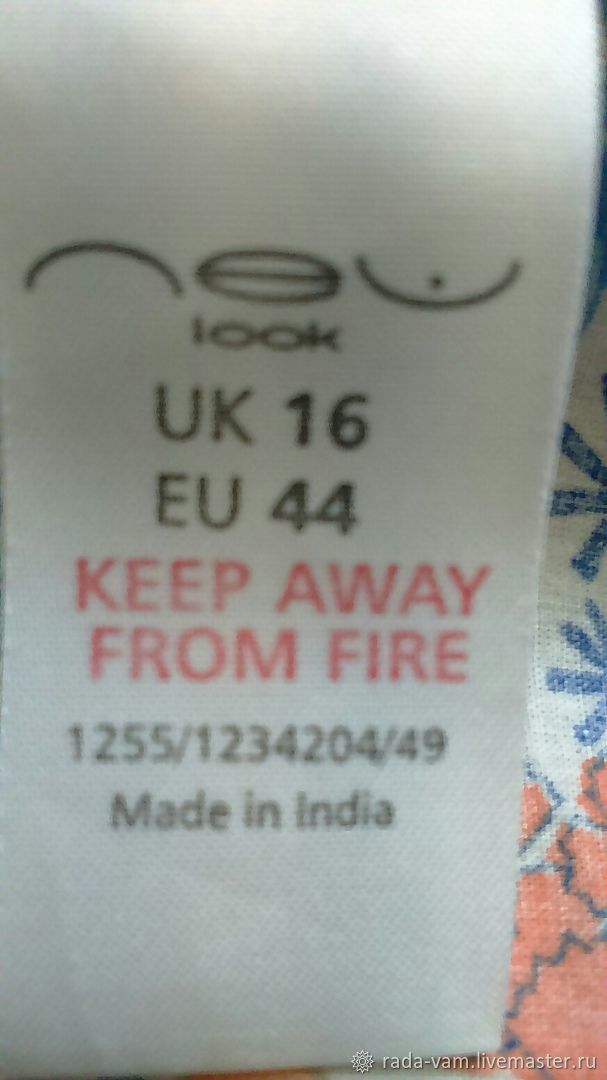 new
look
UK 16
EU 44
KEEP AWAY
FROM FIRE
1255/1234204/49
Made in India
rada-vam.livemaster.ru